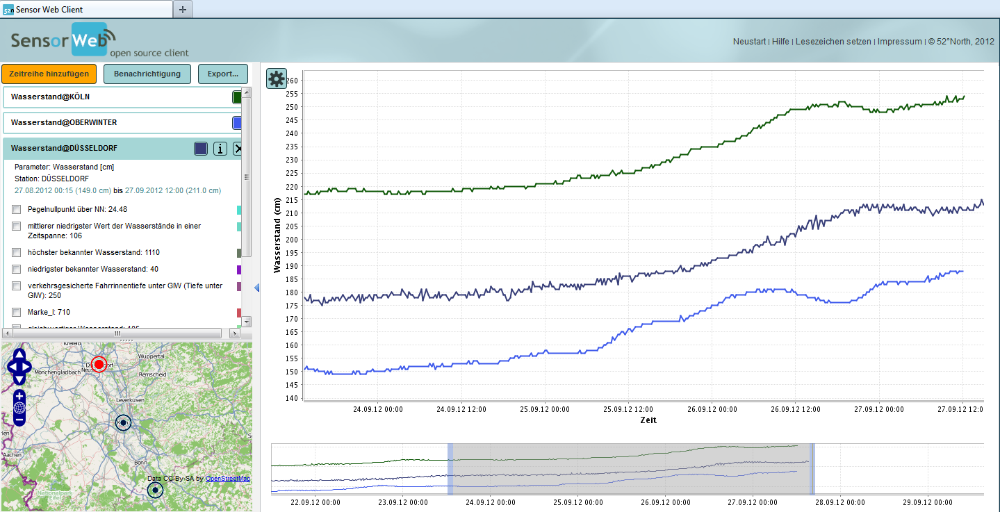 52n Sensor Web Client
+
Sensor Web
open source client
Neustart | Hilfe | Lesezeichen setzen | Impressum | © 52°North, 2012
Zeitreihe hinzufügen
Benachrichtigung
Export...
Wasserstand@KÖLN
Wasserstand@OBERWINTER
Wasserstand@DÜSSELDORF
i
X
Parameter: Wasserstand [cm]
Station: DÜSSELDORF
27.08.2012 00:15 (149.0 cm) bis 27.09.2012 12:00 (211.0 cm)
Pegelnullpunkt über NN: 24.48
mittlerer niedrigster Wert der Wasserstände in einer
Zeitspanne: 106
höchster bekannter Wasserstand: 1110
niedrigster bekannter Wasserstand: 40
verkehrsgesicherte Fahrrinnentiefe unter GlW (Tiefe unter
GlW): 250
Marke_I: 710
Krefeld
Wuppertal
Mönchengladbach
Remscheid
Leverkusen
Aachen
Bonn
Data CC-By-SA by OpenStreetMap
Nationalpark
Eifel
260
255
250
245
240
235
230
225
220
215
210
205
200
195
190
185
180
175
170
165
160
155
150
145
140
Wasserstand (cm)
24.09.12 00:00
24.09.12 12:00
25.09.12 00:00
25.09.12 12:00
26.09.12 00:00
26.09.12 12:00
27.09.12 00:00
27.09.12 12:0
Zeit
22.09.12 00:00
23.09.12 00:00
24.09.12 00:00
25.09.12 00:00
26.09.12 00:00
27.09.12 00:00
28.09.12 00:00
29.09.12 00:00